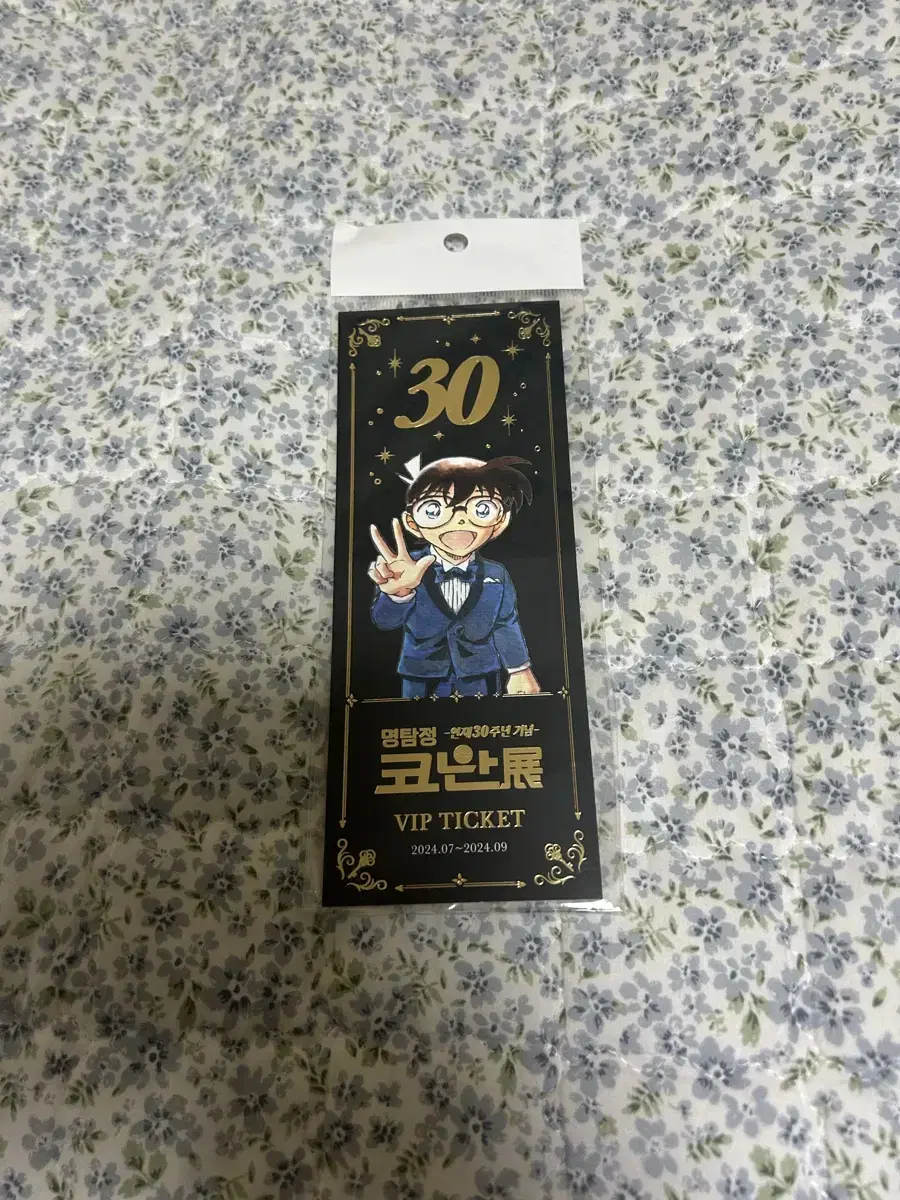 30
명탐정 -연재30주년 기념-
코난展
VIP TICKET
2024.07~2024.09